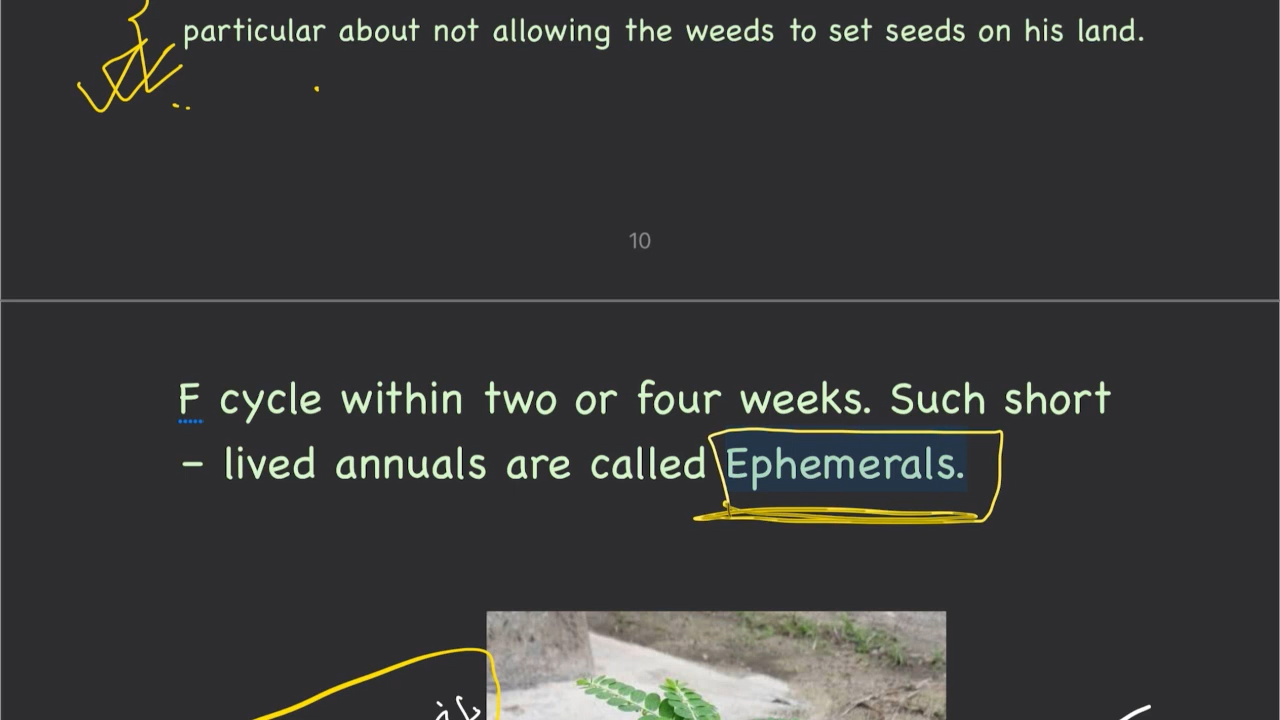 particular about not allowing the weeds to set seeds on his land.
10
F cycle within two or four weeks. Such short
- lived annuals are called Ephemerals.